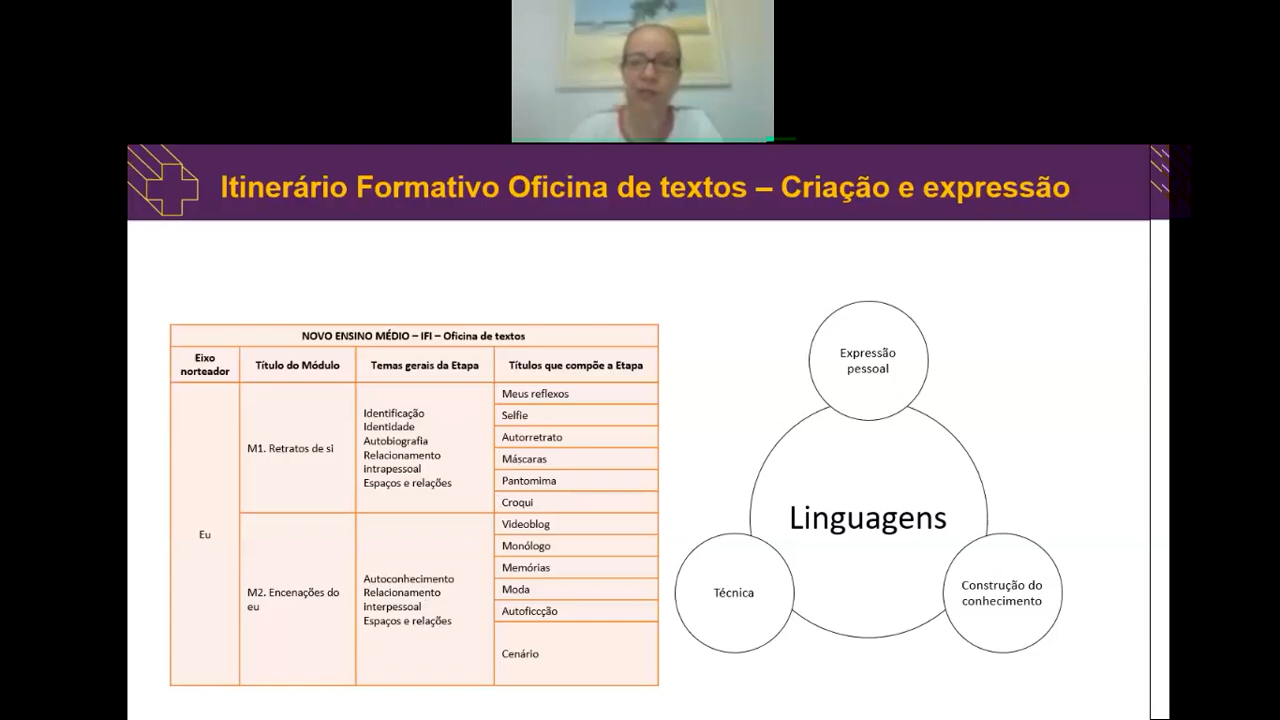 Itinerário Formativo Oficina de textos – Criação e expressão
NOVO ENSINO MÉDIO – IFI – Oficina de textos
Eixo
norteador
Título do Módulo
Temas gerais da Etapa
Títulos que compõe a Etapa
Eu
M1. Retratos de si
Identificação
Identidade
Autobiografia
Relacionamento
intrapessoal
Espaços e relações
Meus reflexos
Selfie
Autorretrato
Máscaras
Pantomima
Croqui
M2. Encenações do
eu
Autoconhecimento
Relacionamento
interpessoal
Espaços e relações
Videoblog
Monólogo
Memórias
Moda
Autoficcção
Cenário
Expressão
pessoal
Linguagens
Técnica
Construção do
conhecimento